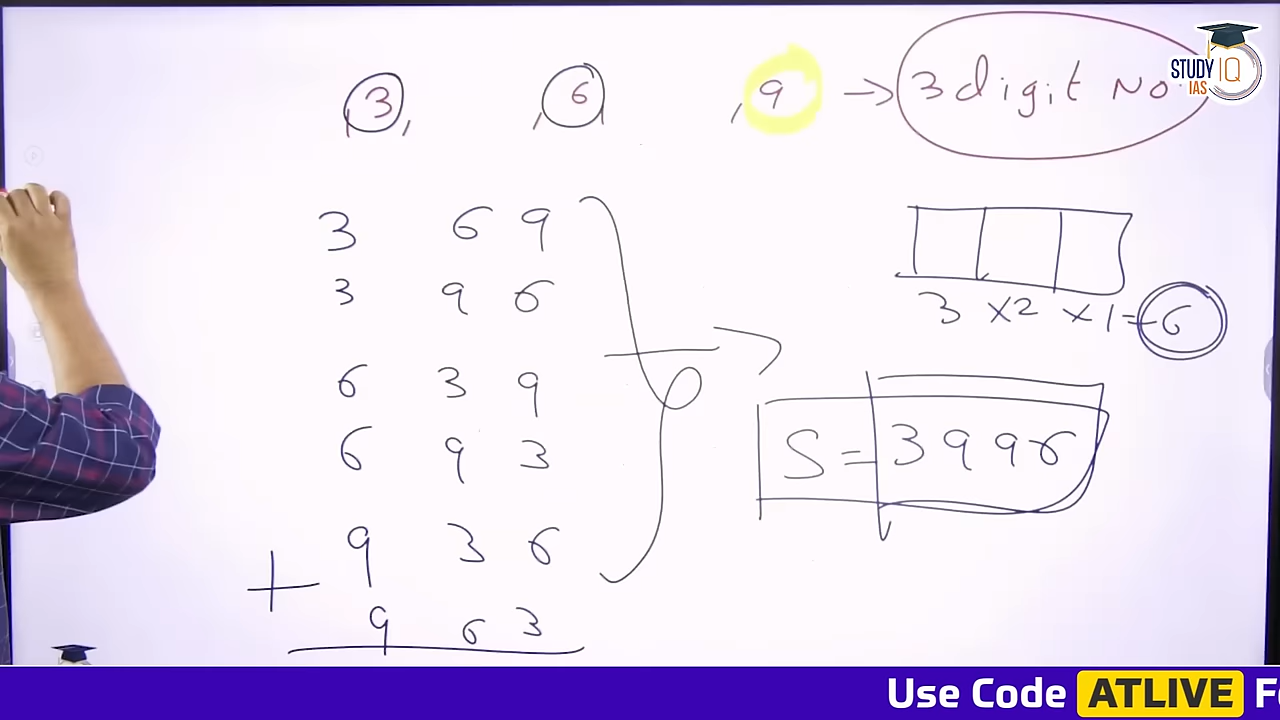 , 3 , , 6 , , 9 → 3 digit No.
STUDY IQ
IAS
3 6 9
3 9 6
3 × 2 × 1 = 6
6 3 9
6 9 3
S = 3996
9 3 6
+ 9 6 3
Use Code ATLIVE F